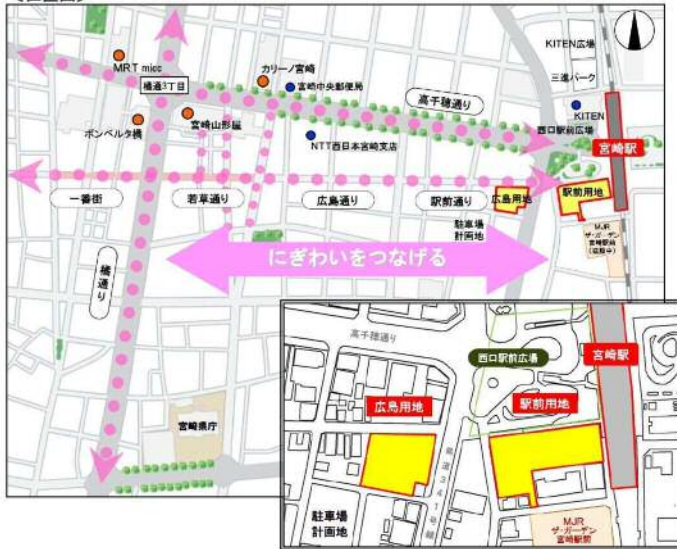 KITEN広場
三進パーク
KITEN
西口駅前広場
宮崎駅
MRT micc
カリーノ宮崎
宮崎中央郵便局
橘通3丁目
高千穂通り
ボンベルタ橘
宮崎山形屋
NTT西日本宮崎支店
一番街
若草通り
広島通り
駅前通り
広島用地
駅前用地
駐車場
計画地
MJR
ザ・ガーデン
宮崎駅前
にぎわいをつなげる
橘通り
宮崎県庁
高千穂通り
西口駅前広場
宮崎駅
広島用地
駅前用地
県道341号線
駐車場
計画地
MJR
ザ・ガーデン
宮崎駅前